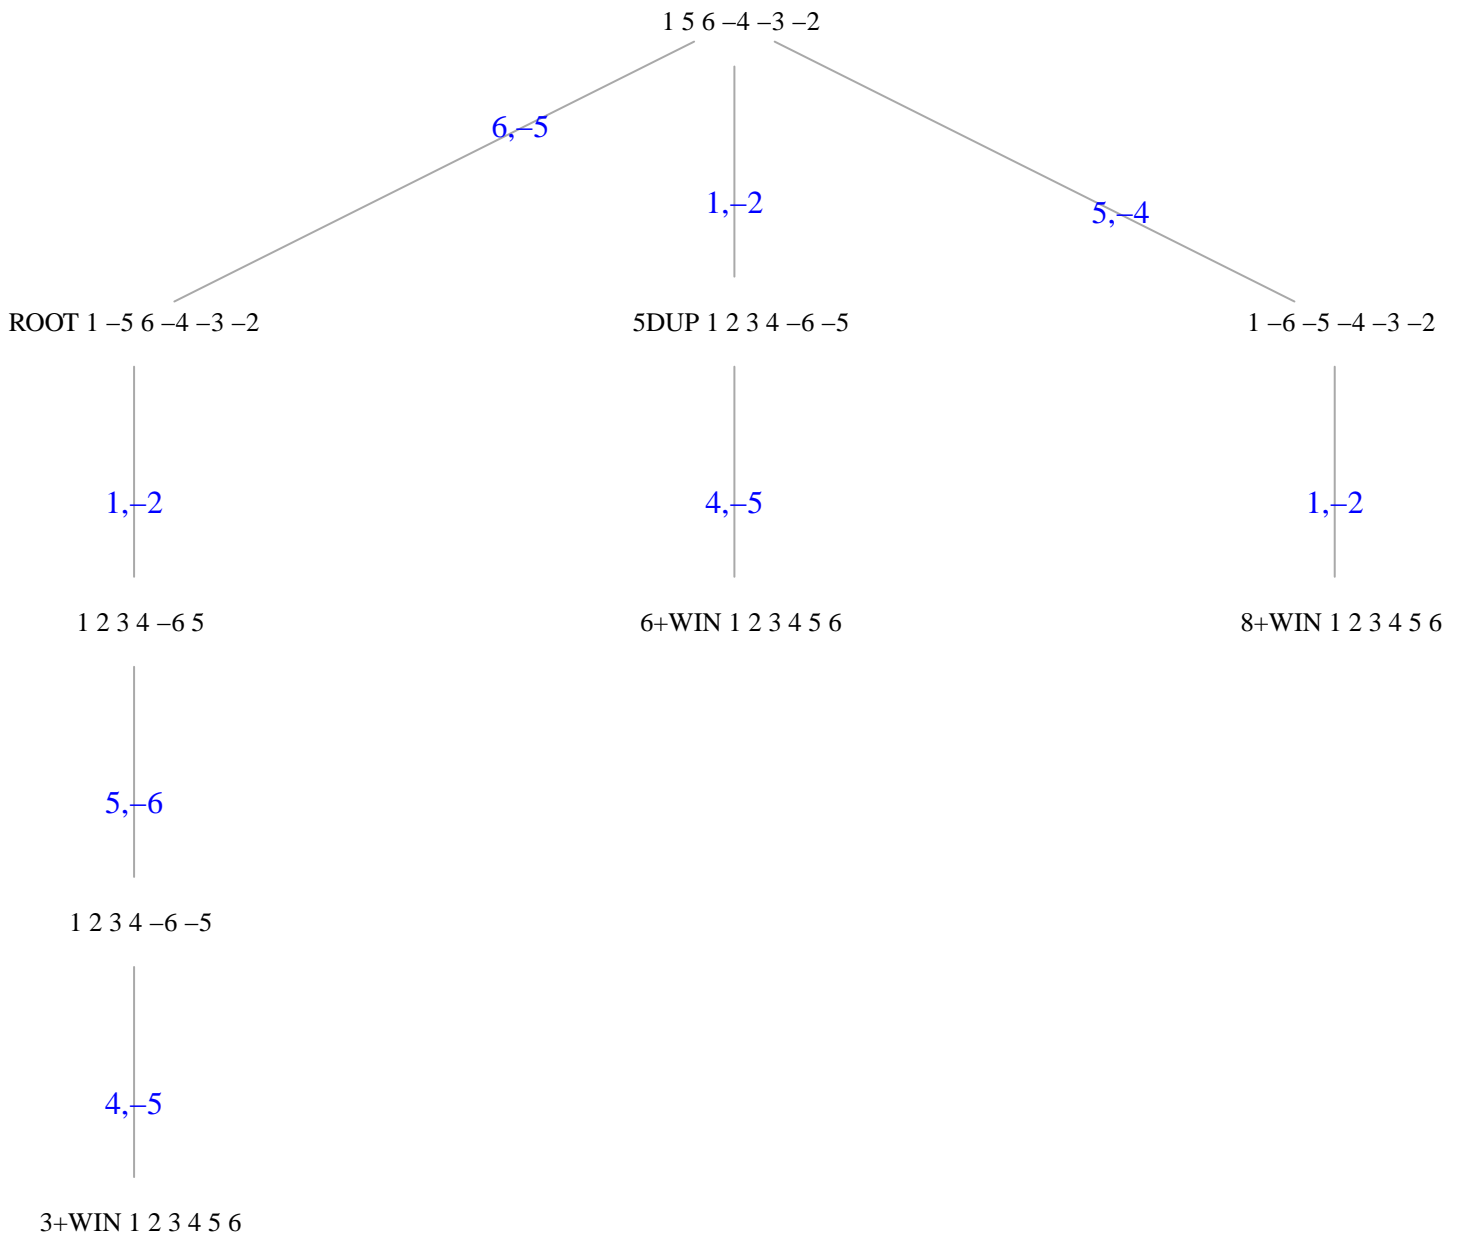 1 5 6 –4 –3 –2
6,–5
1,–2
5,–4
ROOT 1 –5 6 –4 –3 –2
5DUP 1 2 3 4 –6 –5
1 –6 –5 –4 –3 –2
1,–2
4,–5
1,–2
1 2 3 4 –6 5
6+WIN 1 2 3 4 5 6
8+WIN 1 2 3 4 5 6
5,–6
1 2 3 4 –6 –5
4,–5
3+WIN 1 2 3 4 5 6